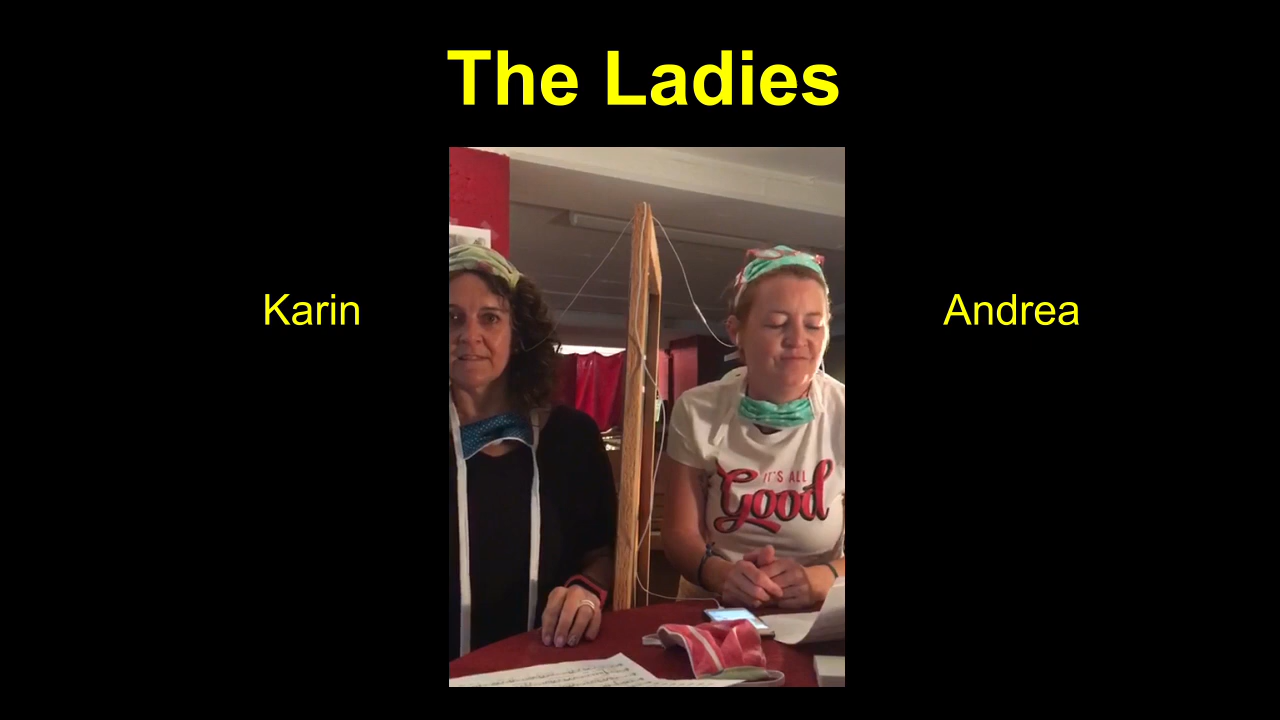 The Ladies
Karin
Andrea
IT'S ALL
Good